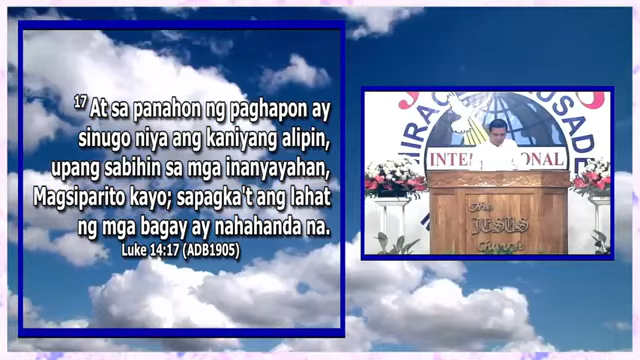 17 At sa panahon ng paghapon ay
sinugo niya ang kaniyang alipin,
upang sabihin sa mga inanyayahan,
Magsiparito kayo; sapagka't ang lahat
ng mga bagay ay nahahanda na.
Luke 14:17 (ADB1905)
The
JESUS
Church